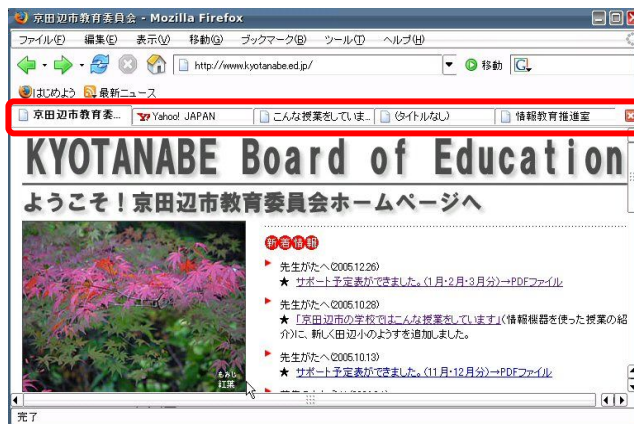 京田辺市教育委員会 - Mozilla Firefox
ファイル(F) 編集(E) 表示(V) 移動(G) ブックマーク(B) ツール(T) ヘルプ(H)
http://www.kyotanabe.ed.jp/ 移動
はじめよう 最新ニュース
京田辺市教育委... Yahoo! JAPAN こんな授業をしていま... (タイトルなし) 情報教育推進室
KYOTANABE Board of Education
ようこそ！京田辺市教育委員会ホームページへ
新着情報
先生がたへ(2005.12.26)
★ サポート予定表ができました。(1月・2月・3月分)→PDFファイル
先生がたへ(2005.10.28)
★ 「京田辺市の学校ではこんな授業をしています」(情報機器を使った授業の紹
介)に、新しく田辺小のようすを追加しました。
先生がたへ(2005.10.13)
★ サポート予定表ができました。(11月・12月分)→PDFファイル
もみじ
紅葉
完了